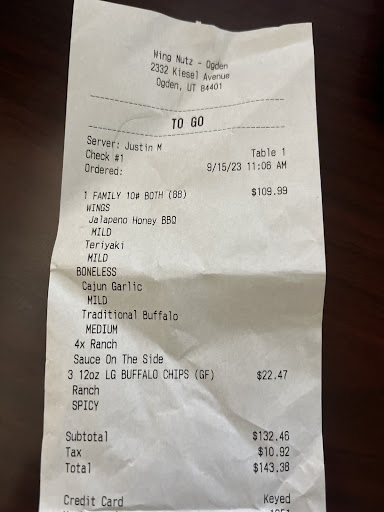 Wing Nutz - Ogden
2332 Kiesel Avenue
Ogden, UT 84401
TO GO
Server: Justin M
Check #1 Table 1
Ordered: 9/15/23 11:06 AM
1 FAMILY 10# BOTH (88) $109.99
WINGS
Jalapeno Honey BBQ
MILD
Teriyaki
MILD
BONELESS
Cajun Garlic
MILD
Traditional Buffalo
MEDIUM
4x Ranch
Sauce On The Side
3 12oz LG BUFFALO CHIPS (GF) $22.47
Ranch
SPICY
Subtotal $132.46
Tax $10.92
Total $143.38
Credit Card Keyed